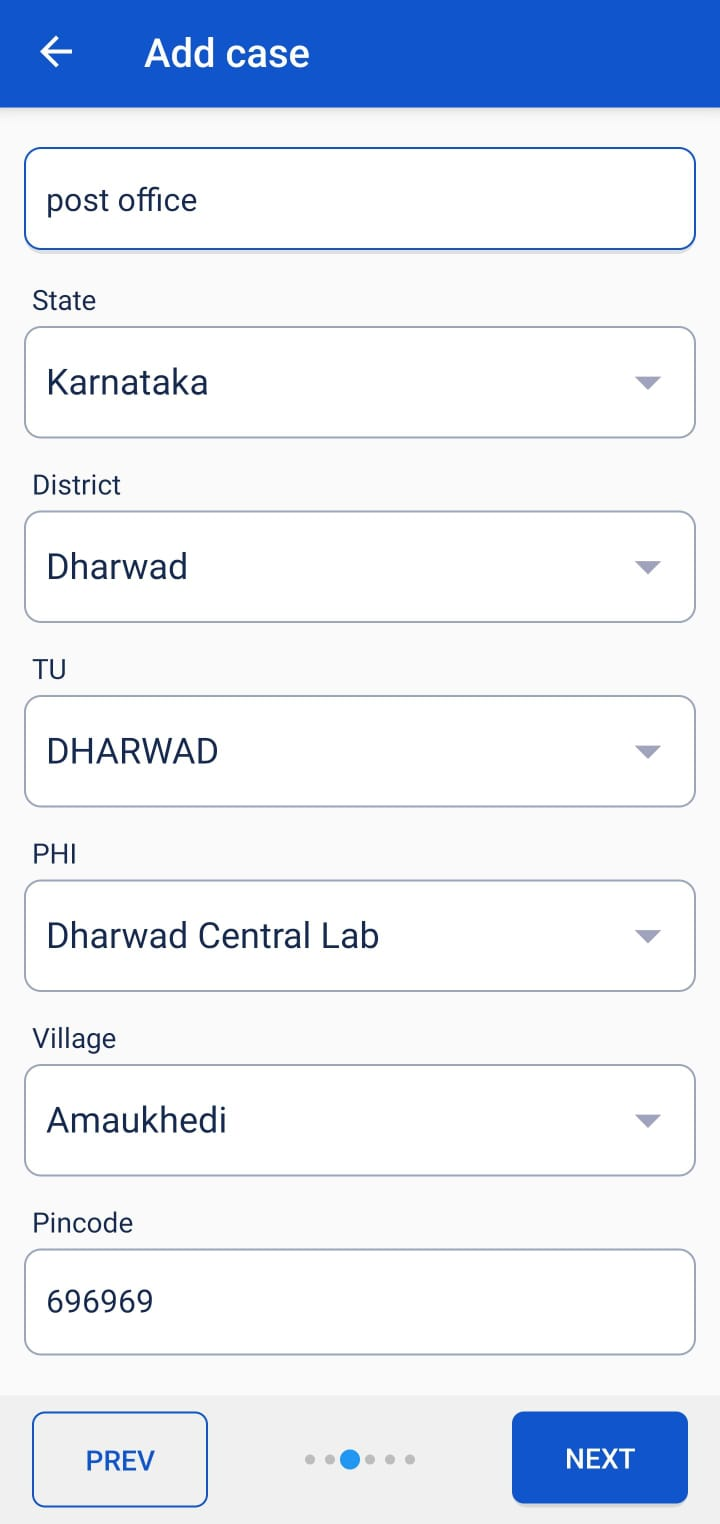 Add case
post office
State
Karnataka
District
Dharwad
TU
DHARWAD
PHI
Dharwad Central Lab
Village
Amaukhedi
Pincode
696969
PREV
NEXT